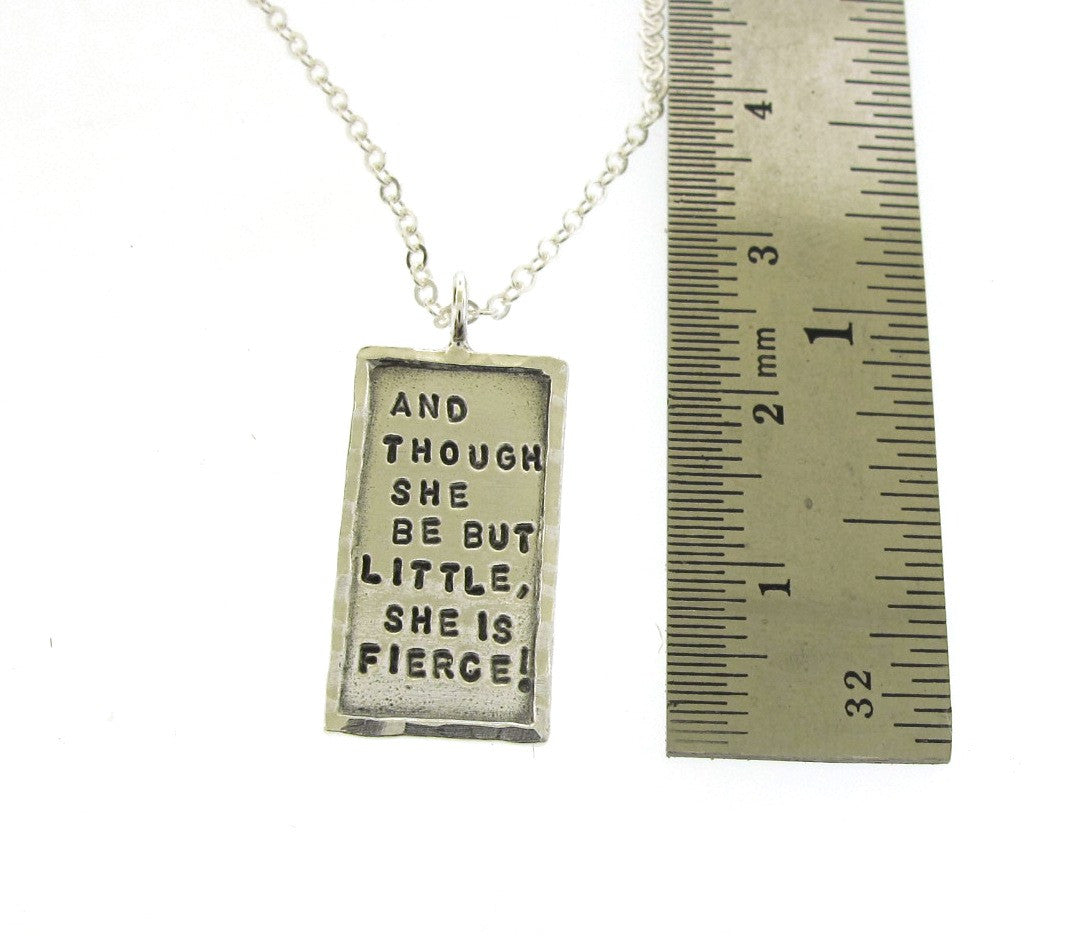 AND
THOUGH
SHE
BE BUT
LITTLE,
SHE IS
FIERCE!
4
3
mm
2
1
1
32